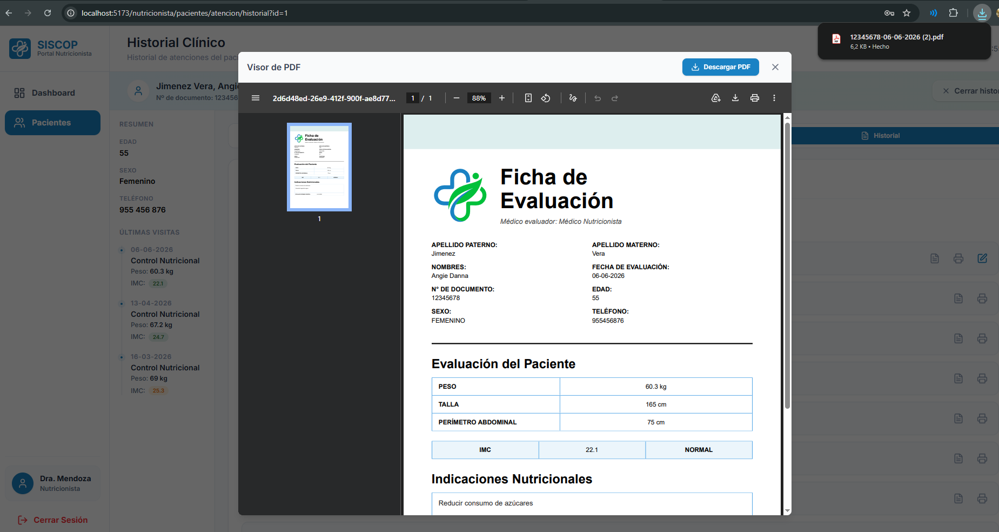 localhost:5173/nutricionista/pacientes/atencion/historial?id=1
12345678-06-06-2026 (2).pdf
6,2 KB • Hecho
SISCOP
Portal Nutricionista
Dashboard
Pacientes
Dra. Mendoza
Nutricionista
Cerrar Sesión
Historial Clínico
Historial de atenciones del pac
Jimenez Vera, Angie
Nº de documento: 123456
Cerrar histor
Historial
RESUMEN
EDAD
55
SEXO
Femenino
TELÉFONO
955 456 876
ÚLTIMAS VISITAS
06-06-2026
Control Nutricional
Peso: 60.3 kg
IMC: 22.1
13-04-2026
Control Nutricional
Peso: 67.2 kg
IMC: 24.7
16-03-2026
Control Nutricional
Peso: 69 kg
IMC: 25.3
Visor de PDF
Descargar PDF
2d6d48ed-26e9-412f-900f-ae8d77...
1 / 1
88%
1
Ficha de
Evaluación
Médico evaluador: Médico Nutricionista
APELLIDO PATERNO:
Jimenez
APELLIDO MATERNO:
Vera
NOMBRES:
Angie Danna
FECHA DE EVALUACIÓN:
06-06-2026
N° DE DOCUMENTO:
12345678
EDAD:
55
SEXO:
FEMENINO
TELÉFONO:
955456876
Evaluación del Paciente
PESO 60.3 kg
TALLA 165 cm
PERÍMETRO ABDOMINAL 75 cm
IMC 22.1 NORMAL
Indicaciones Nutricionales
Reducir consumo de azúcares